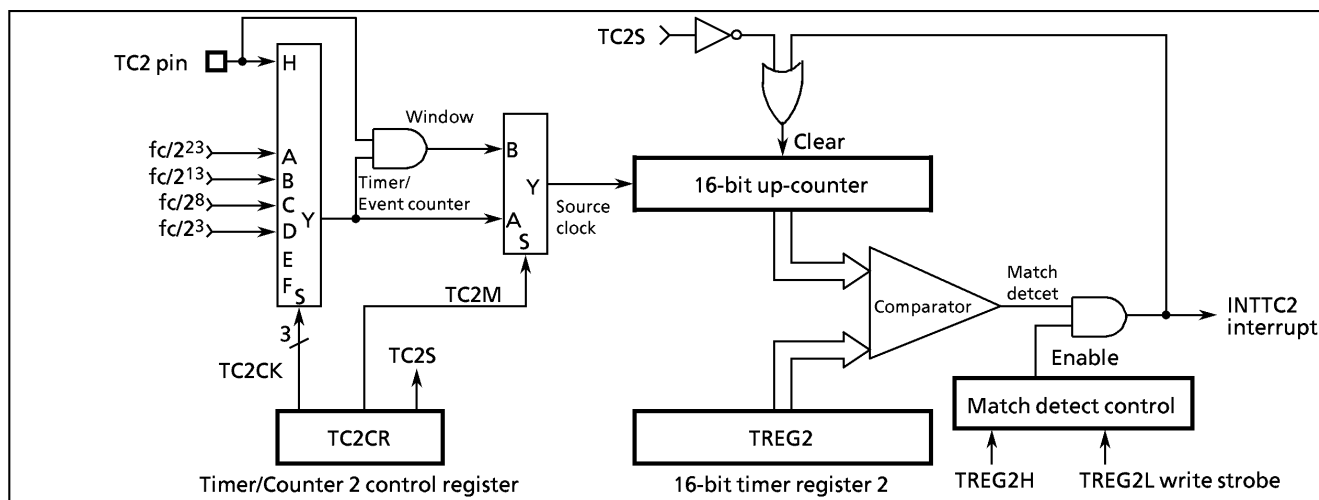 TC2S
TC2 pin
H
Window
Clear
fc/2²³
A
B
16-bit up-counter
fc/2¹³
B
Timer/
Event counter
Y
fc/2⁸
C
Y
Source
clock
fc/2³
D
A
S
E
F
S
TC2M
Comparator
Match
detcet
INTTC2
interrupt
3
TC2CK
TC2S
Enable
TC2CR
TREG2
Match detect control
Timer/Counter 2 control register
16-bit timer register 2
TREG2H
TREG2L write strobe